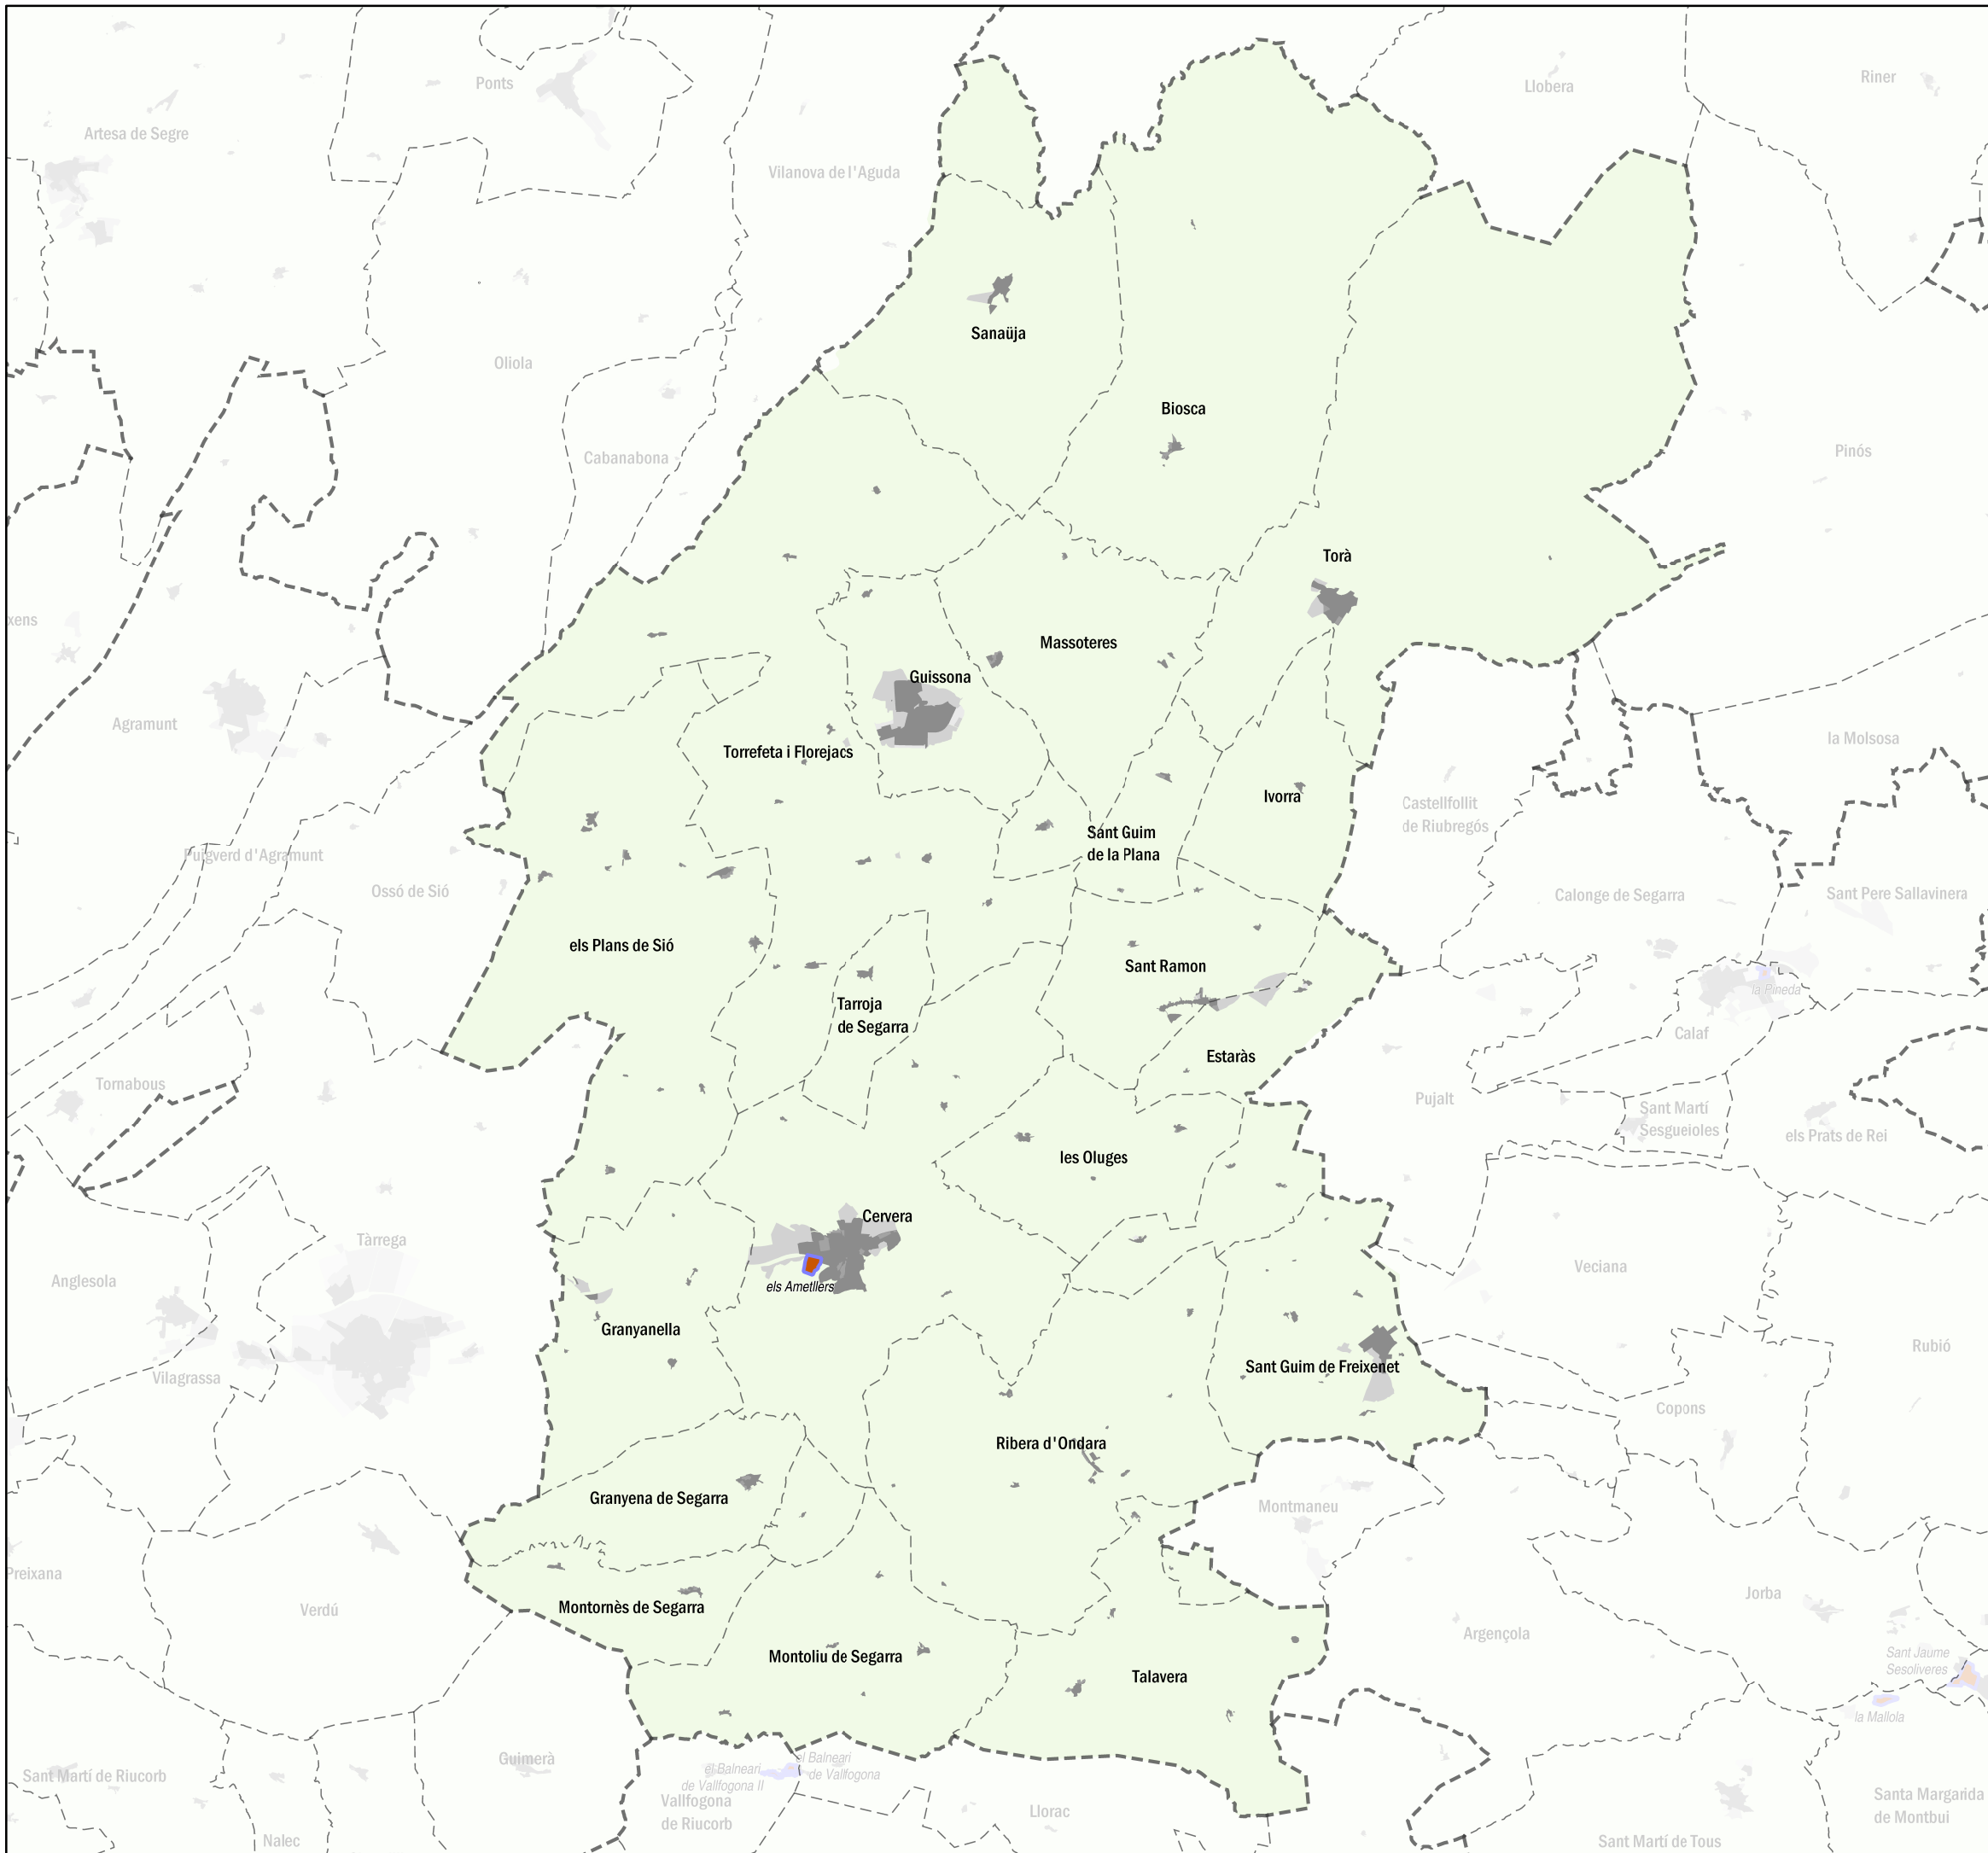 Ponts
Llobera
Riner
Artesa de Segre
Vilanova de l'Aguda
Sanaüja
Oliola
Biosca
Cabanabona
Pinós
Torà
xens
Massoteres
Guissona
Agramunt
la Molsosa
Torrefeta i Florejacs
Ivorra
Castellfollit
de Riubregós
Sant Guim
de la Plana
Puigverd d'Agramunt
Ossó de Sió
Calonge de Segarra
Sant Pere Sallavinera
els Plans de Sió
Sant Ramon
la Pineda
Tarroja
de Segarra
Calaf
Estaràs
Tornabous
Pujalt
Sant Martí
Sesgueioles
els Prats de Rei
les Oluges
Cervera
Tàrrega
Anglesola
els Ametllers
Veciana
Granyanella
Rubió
Vilagrassa
Sant Guim de Freixenet
Copons
Ribera d'Ondara
Granyena de Segarra
Montmaneu
Preixana
Verdú
Montornès de Segarra
Jorba
Argençola
Montoliu de Segarra
Talavera
Sant Jaume
Sesoliveres
la Mallola
Guimerà
el Balneari
de Vallfogona
el Balneari
de Vallfogona II
Sant Martí de Riucorb
Vallfogona
de Riucorb
Llorac
Santa Margarida
de Montbui
Nalec
Sant Martí de Tous